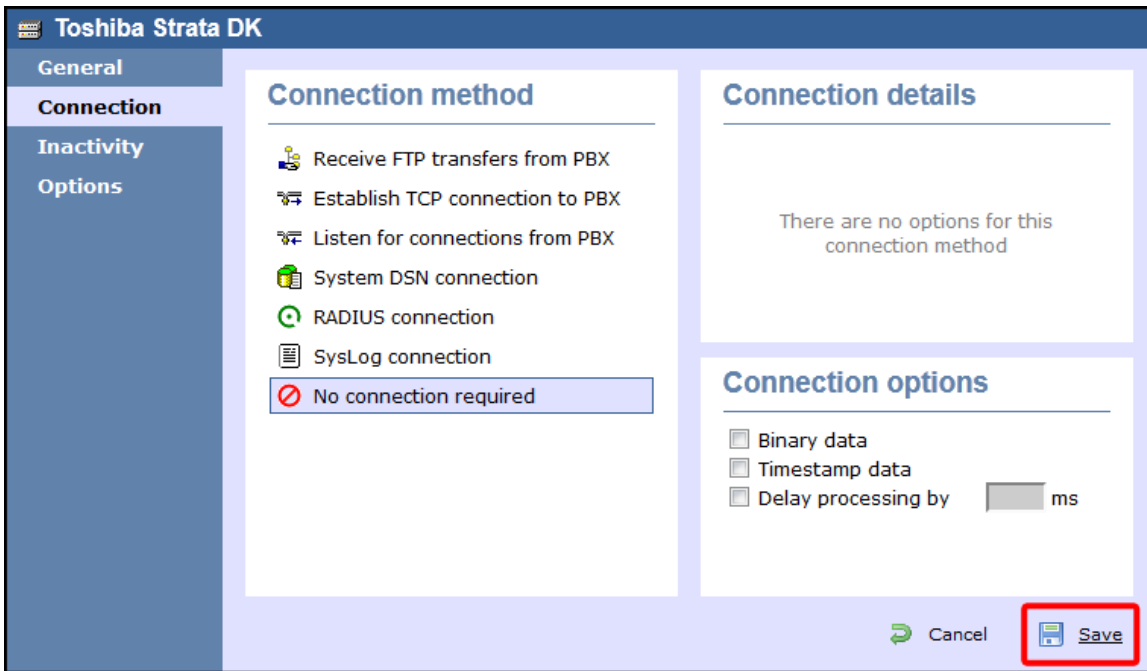 Toshiba Strata DK
General
Connection
Inactivity
Options
Connection method
Receive FTP transfers from PBX
Establish TCP connection to PBX
Listen for connections from PBX
System DSN connection
RADIUS connection
SysLog connection
No connection required
Connection details
There are no options for this
connection method
Connection options
Binary data
Timestamp data
Delay processing by ms
Cancel
Save